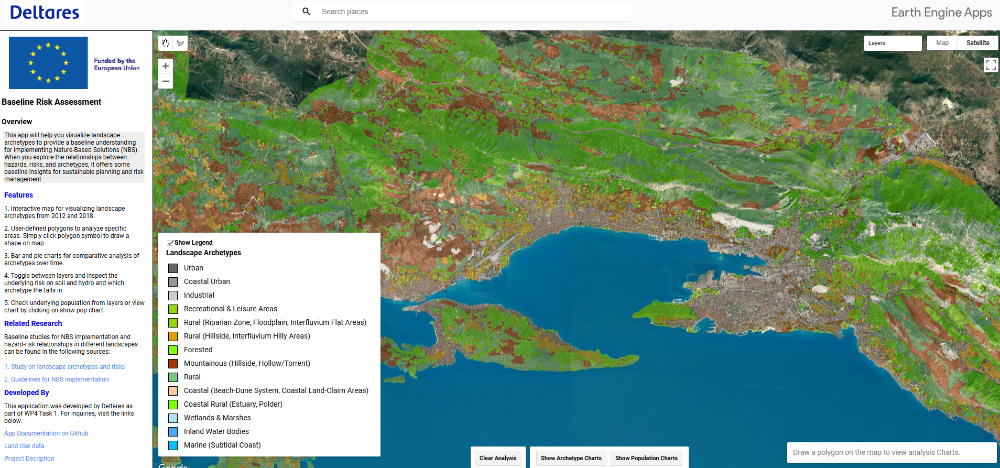 Deltares
Search places
Earth Engine Apps
Funded by the
European Union
Baseline Risk Assessment
Overview
This app will help you visualize landscape
archetypes to provide a baseline understanding
for implementing Nature-Based Solutions (NBS).
When you explore the relationships between
hazards, risks, and archetypes, it offers some
baseline insights for sustainable planning and risk
management.
Features
1. Interactive map for visualizing landscape
archetypes from 2012 and 2018.
2. User-defined polygons to analyze specific
areas. Simply click polygon symbol to draw a
shape on map
3. Bar and pie charts for comparative analysis of
archetypes over time.
4. Toggle between layers and inspect the
underlying risk on soil and hydro and which
archetype the falls in
5. Check underlying population from layers or view
chart by clicking on show pop chart
Related Research
Baseline studies for NBS implementation and
hazard-risk relationships in different landscapes
can be found in the following sources:
1. Study on landscape archetypes and risks
2. Guidelines for NBS implementation
Developed By
This application was developed by Deltares as
part of WP4 Task 1. For inquiries, visit the links
below.
App Documentation on Github
Land Use data
Project Decription
Layers
Map
Satellite
Show Legend
Landscape Archetypes
Urban
Coastal Urban
Industrial
Recreational & Leisure Areas
Rural (Riparian Zone, Floodplain, Interfluvium Flat Areas)
Rural (Hillside, Interfluvium Hilly Areas)
Forested
Mountainous (Hillside, Hollow/Torrent)
Rural
Coastal (Beach-Dune System, Coastal Land-Claim Areas)
Coastal Rural (Estuary, Polder)
Wetlands & Marshes
Inland Water Bodies
Marine (Subtidal Coast)
© 2024 Google
Google
Clear Analysis
Show Archetype Charts
Show Population Charts
Draw a polygon on the map to view analysis Charts.